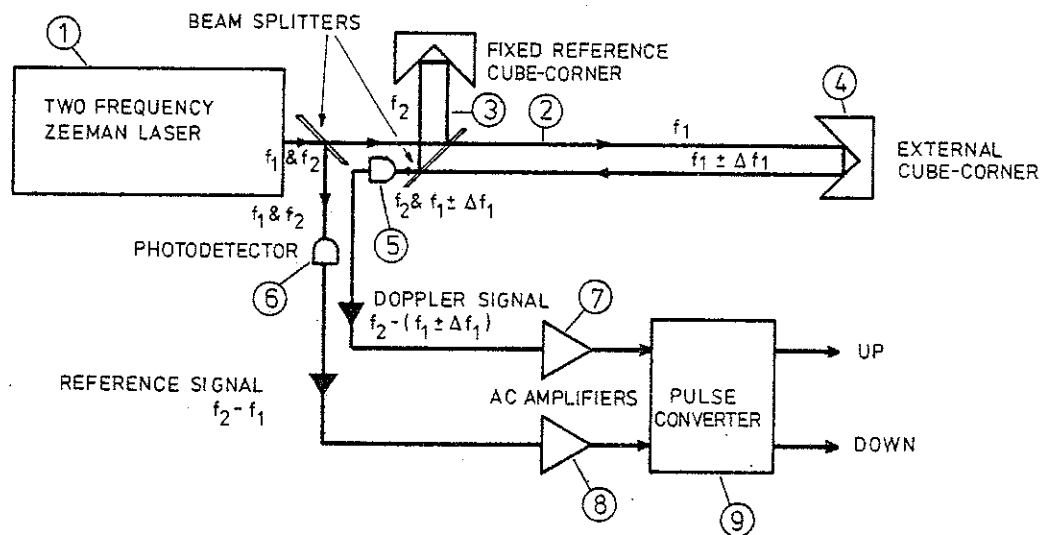 BEAM SPLITTERS
1
TWO FREQUENCY
ZEEMAN LASER
FIXED REFERENCE
CUBE-CORNER
f2
3
2
4
f1
f1 ± Δf1
EXTERNAL
CUBE-CORNER
f1 & f2
f2 & f1 ± Δf1
5
f1 & f2
PHOTODETECTOR
6
DOPPLER SIGNAL
f2 - (f1 ± Δf1)
7
REFERENCE SIGNAL
f2 - f1
AC AMPLIFIERS
8
PULSE
CONVERTER
9
UP
DOWN